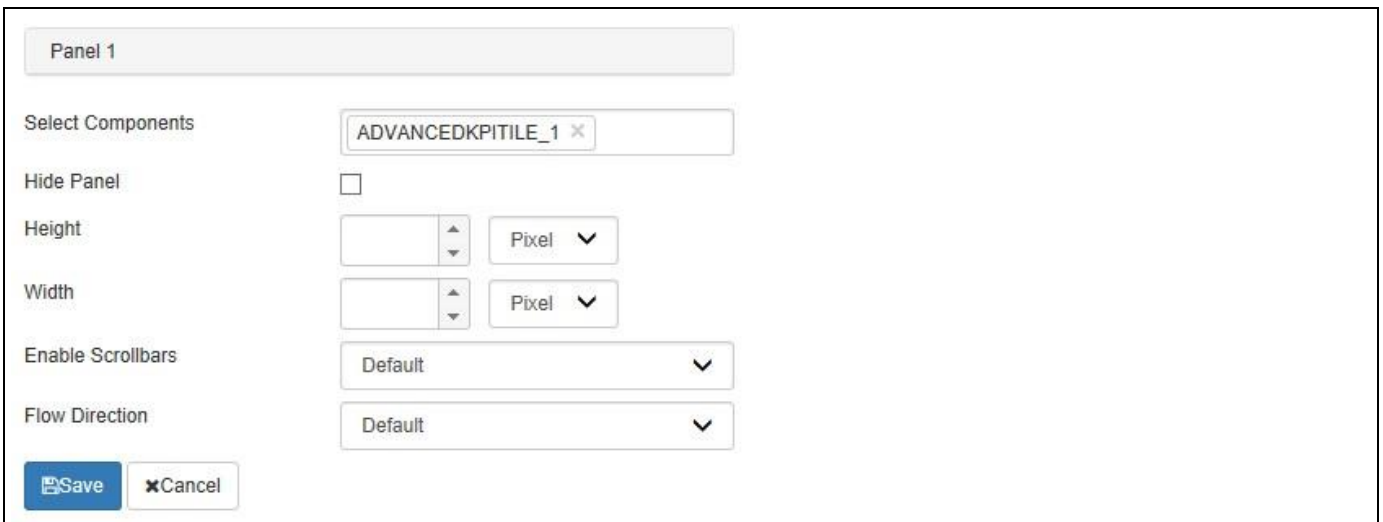 Panel 1
Select Components ADVANCEDKPITILE_1 ×
Hide Panel
Height Pixel
Width Pixel
Enable Scrollbars Default
Flow Direction Default
Save ×Cancel